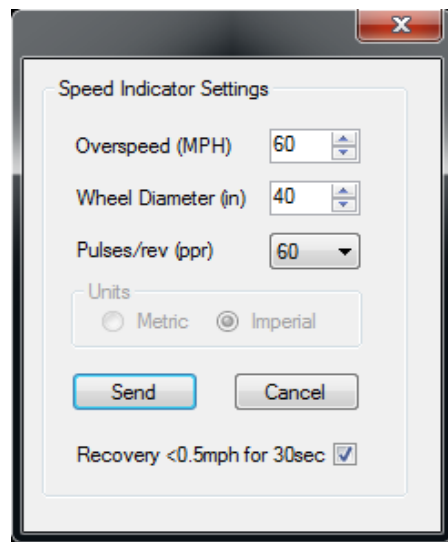 Speed Indicator Settings
Overspeed (MPH) 60
Wheel Diameter (in) 40
Pulses/rev (ppr) 60
Units
Metric Imperial
Send Cancel
Recovery <0.5mph for 30sec